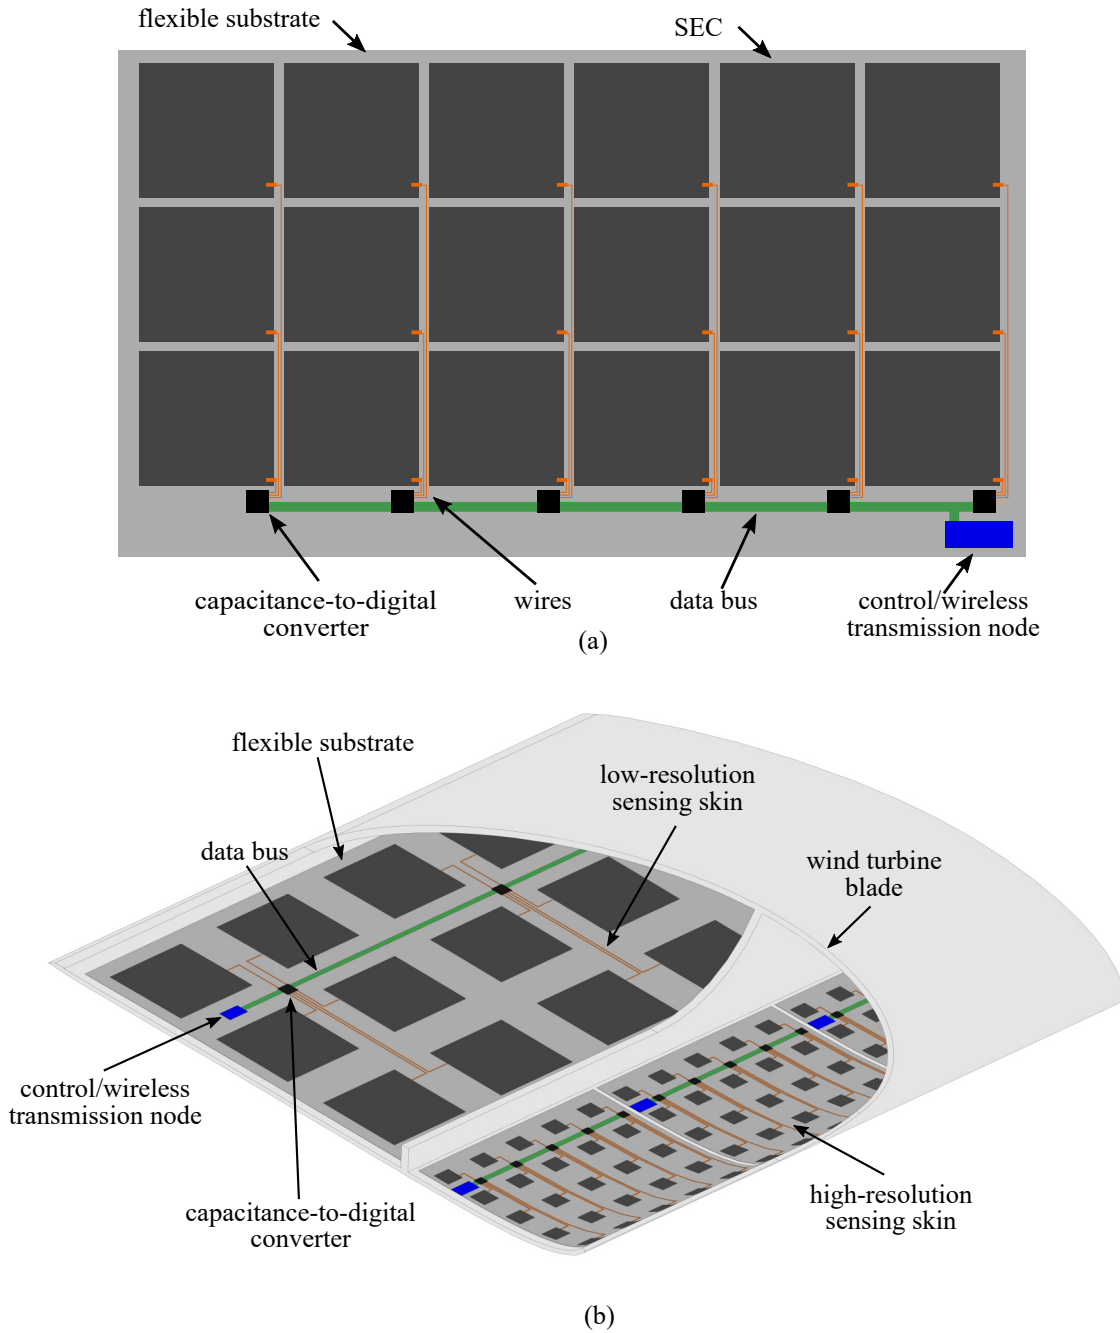 flexible substrate
SEC
capacitance-to-digital
converter
wires
data bus
control/wireless
transmission node
(a)
flexible substrate
low-resolution
sensing skin
data bus
wind turbine
blade
control/wireless
transmission node
capacitance-to-digital
converter
high-resolution
sensing skin
(b)